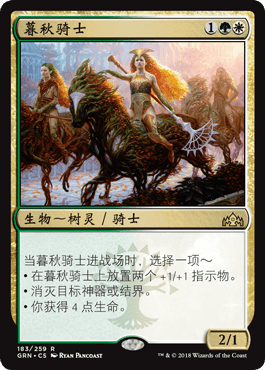 暮秋骑士 1
生物～树灵／骑士
当暮秋骑士进战场时，选择一项～
• 在暮秋骑士上放置两个 +1/+1 指示物。
• 消灭目标神器或结界。
• 你获得 4 点生命。
2/1
183/259 R
GRN • CS RYAN PANCOAST
™ & © 2018 Wizards of the Coast